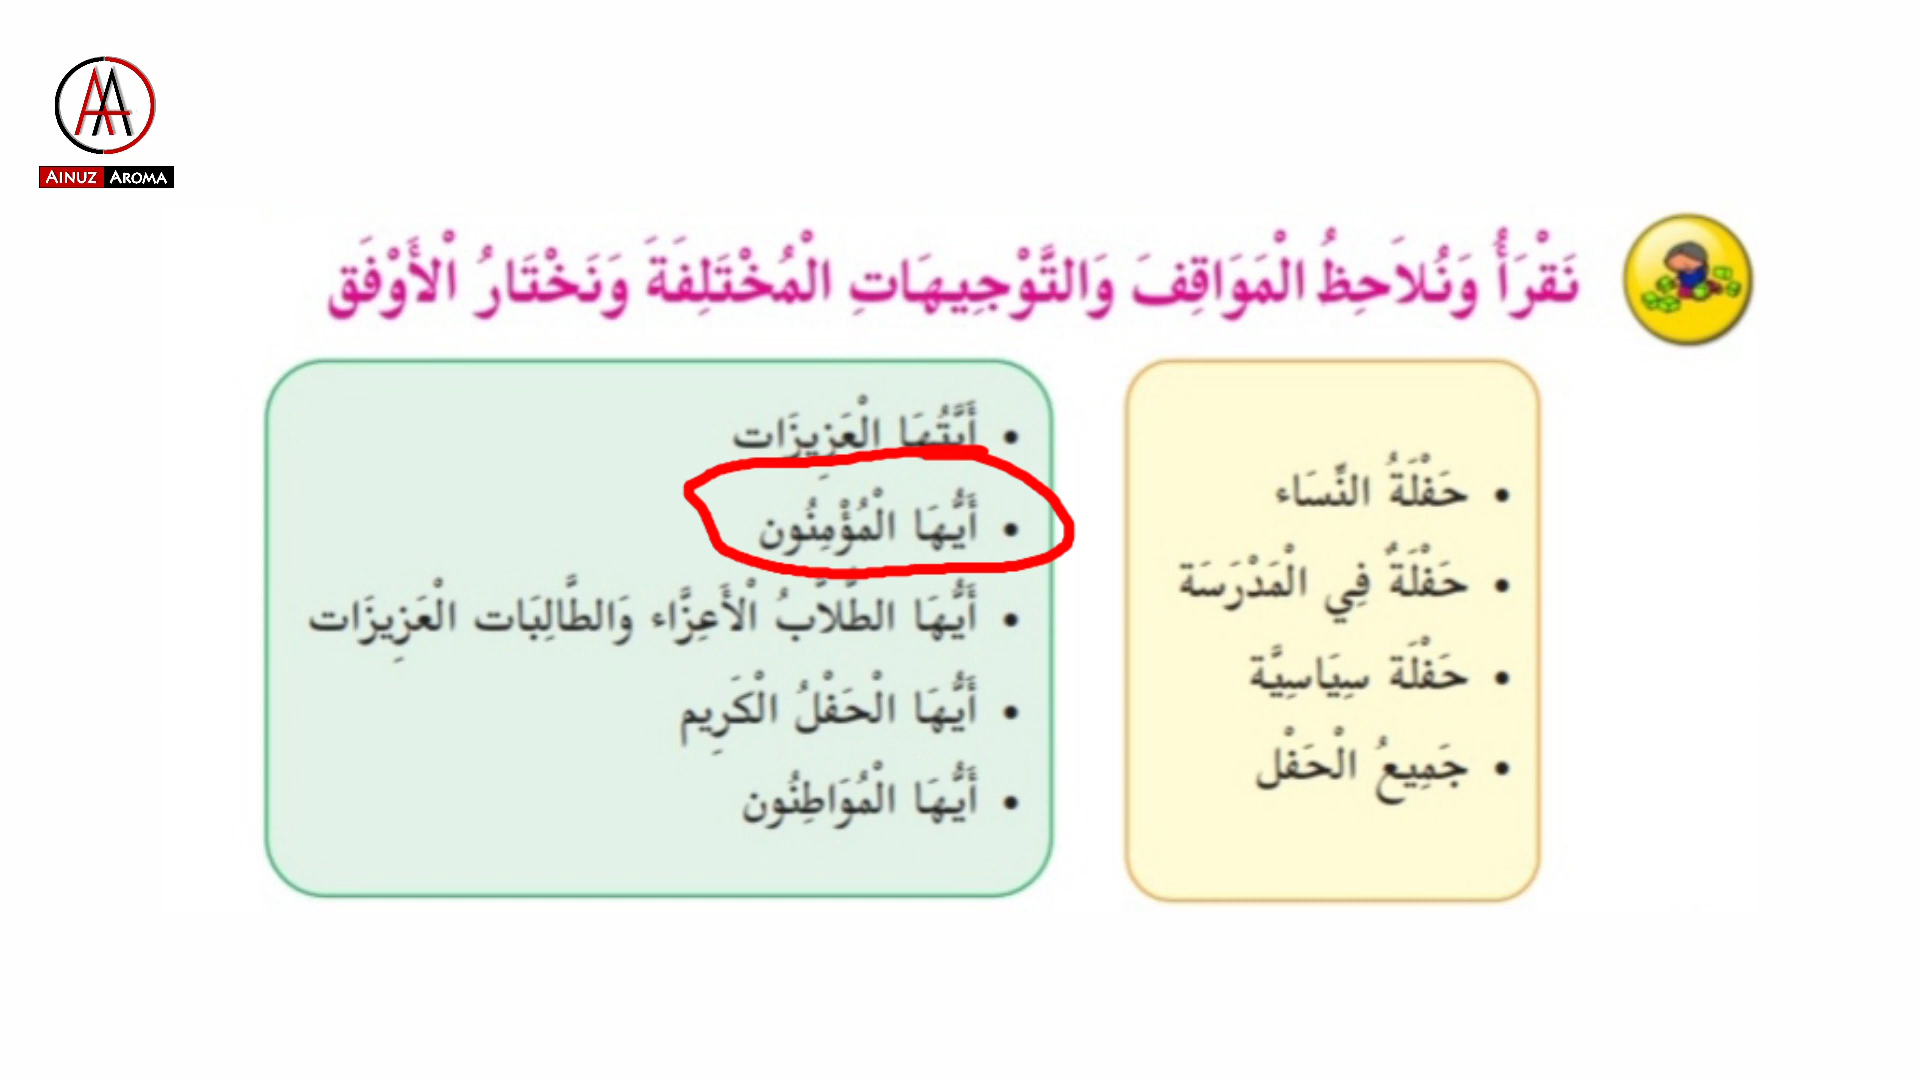 AINUZ AROMA
نَقْرَأُ وَنُلَاحِظُ الْمَوَاقِفَ وَالتَّوْجِيهَاتِ الْمُخْتَلِفَةَ وَنَخْتَارُ الْأَوْفَق
• حَفْلَةُ النِّسَاء
• حَفْلَةٌ فِي الْمَدْرَسَة
• حَفْلَة سِيَاسِيَّة
• جَمِيعُ الْحَفْل
• أَيَّتُهَا الْعَزِيزَات
• أَيُّهَا الْمُؤْمِنُون
• أَيُّهَا الطُّلَّابُ الْأَعِزَّاء وَالطَّالِبَات الْعَزِيزَات
• أَيُّهَا الْحَفْلُ الْكَرِيم
• أَيُّهَا الْمُوَاطِنُون